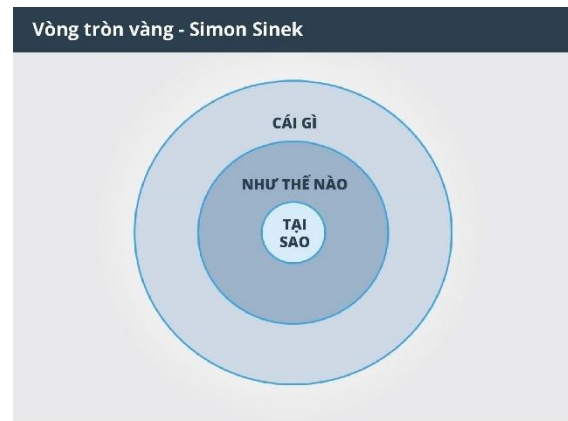 Vòng tròn vàng - Simon Sinek
CÁI GÌ
NHƯ THẾ NÀO
TẠI
SAO